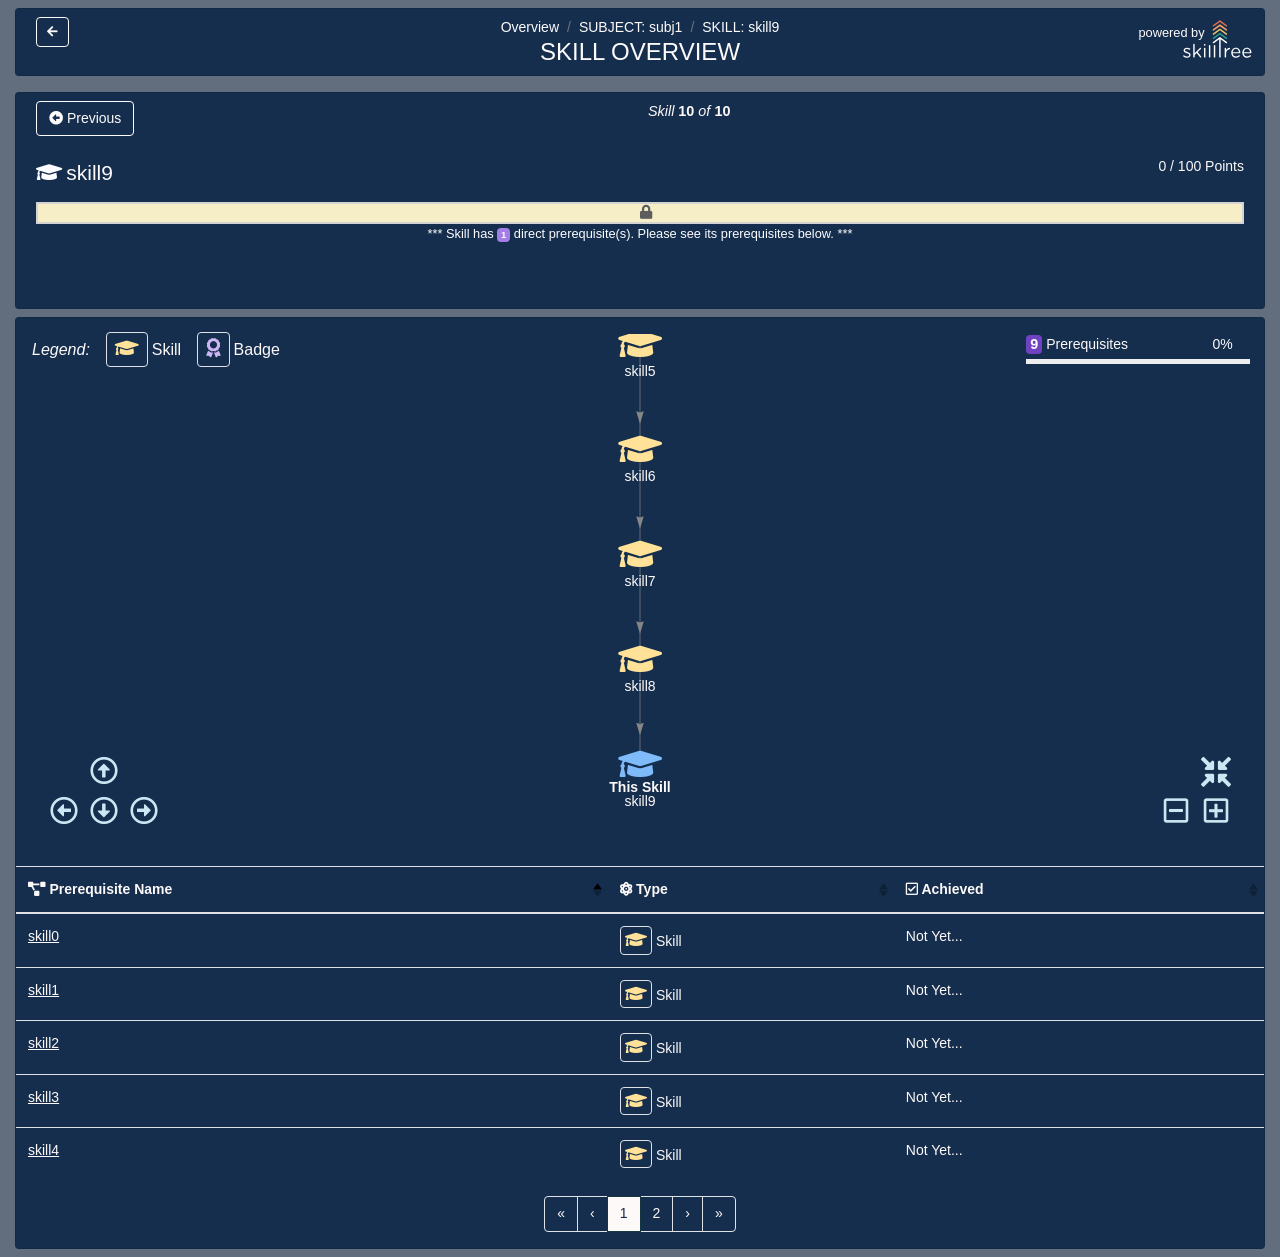 Overview / SUBJECT: subj1 / SKILL: skill9
SKILL OVERVIEW
powered by
skilltree
Previous
Skill 10 of 10
skill9
0 / 100 Points
*** Skill has 1 direct prerequisite(s). Please see its prerequisites below. ***
Legend: Skill Badge
9 Prerequisites 0%
skill5
skill6
skill7
skill8
This Skill
skill9
Prerequisite Name Type Achieved
skill0 Skill Not Yet...
skill1 Skill Not Yet...
skill2 Skill Not Yet...
skill3 Skill Not Yet...
skill4 Skill Not Yet...
« ‹ 1 2 › »